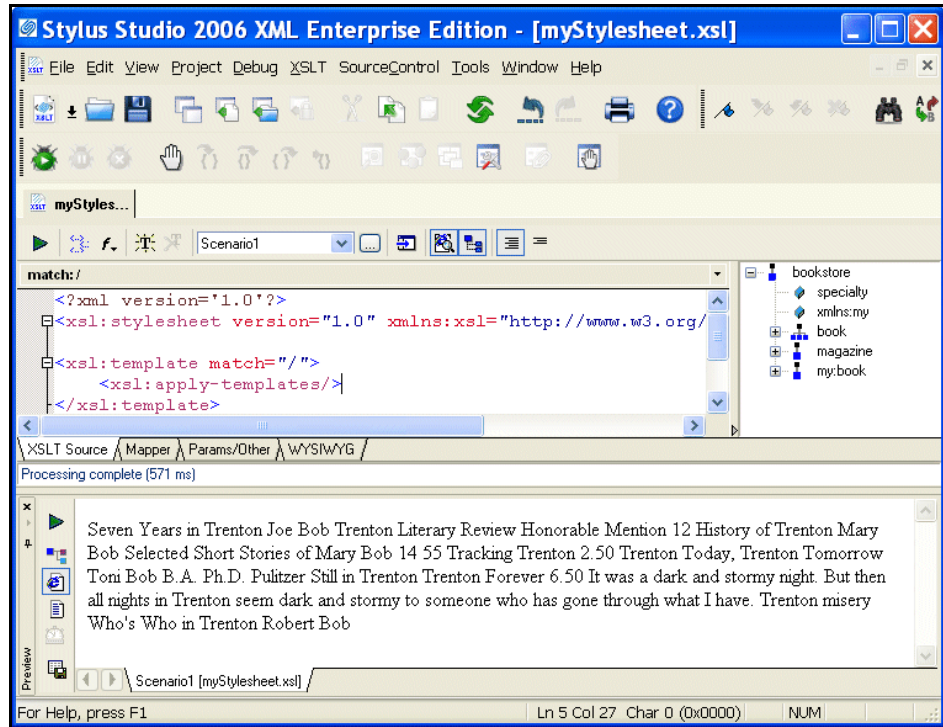 Stylus Studio 2006 XML Enterprise Edition - [myStylesheet.xsl]
File Edit View Project Debug XSLT SourceControl Tools Window Help
myStyles...
Scenario1
match: /
<?xml version='1.0'?>
<xsl:stylesheet version="1.0" xmlns:xsl="http://www.w3.org/
<xsl:template match="/">
<xsl:apply-templates/>
</xsl:template>
bookstore
specialty
xmlns:my
book
magazine
my:book
XSLT Source Mapper Params/Other WYSIWYG
Processing complete (571 ms)
Seven Years in Trenton Joe Bob Trenton Literary Review Honorable Mention 12 History of Trenton Mary
Bob Selected Short Stories of Mary Bob 14 55 Tracking Trenton 2.50 Trenton Today, Trenton Tomorrow
Toni Bob B.A. Ph.D. Pulitzer Still in Trenton Trenton Forever 6.50 It was a dark and stormy night. But then
all nights in Trenton seem dark and stormy to someone who has gone through what I have. Trenton misery
Who's Who in Trenton Robert Bob
Preview
Scenario1 [myStylesheet.xsl]
For Help, press F1
Ln 5 Col 27 Char 0 (0x0000)
NUM